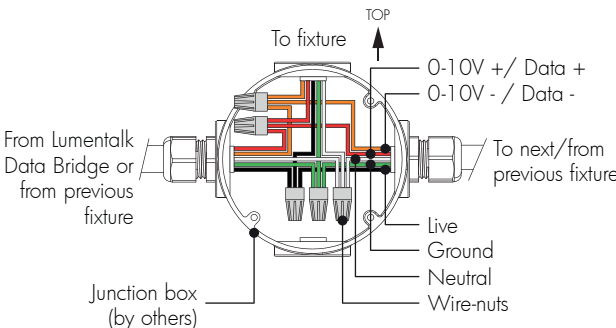 TOP
To fixture
0-10V +/ Data +
0-10V - / Data -
From Lumentalk
Data Bridge or
from previous
fixture
To next/from
previous fixture
Live
Ground
Neutral
Wire-nuts
Junction box
(by others)